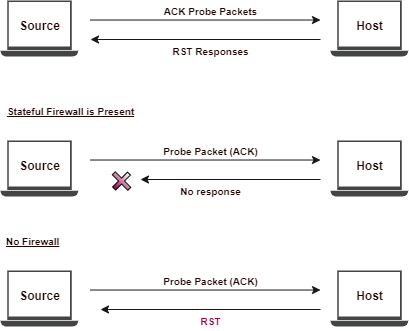 Source
ACK Probe Packets
Host
RST Responses
Stateful Firewall is Present
Source
Probe Packet (ACK)
Host
No response
No Firewall
Source
Probe Packet (ACK)
Host
RST